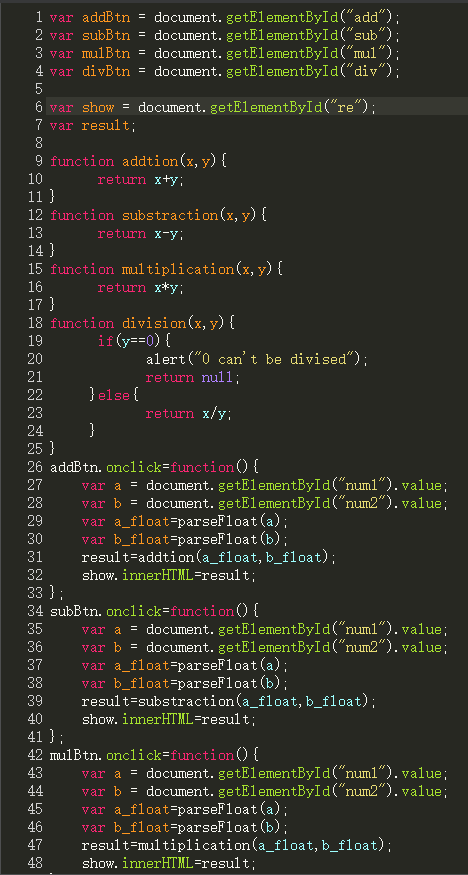 1 var addBtn = document.getElementById("add");
2 var subBtn = document.getElementById("sub");
3 var mulBtn = document.getElementById("mul");
4 var divBtn = document.getElementById("div");
5
6 var show = document.getElementById("re");
7 var result;
8
9 function addtion(x,y){
10 return x+y;
11 }
12 function substraction(x,y){
13 return x-y;
14 }
15 function multiplication(x,y){
16 return x*y;
17 }
18 function division(x,y){
19 if(y==0){
20 alert("0 can't be divised");
21 return null;
22 }else{
23 return x/y;
24 }
25 }
26 addBtn.onclick=function(){
27 var a = document.getElementById("num1").value;
28 var b = document.getElementById("num2").value;
29 var a_float=parseFloat(a);
30 var b_float=parseFloat(b);
31 result=addtion(a_float,b_float);
32 show.innerHTML=result;
33 };
34 subBtn.onclick=function(){
35 var a = document.getElementById("num1").value;
36 var b = document.getElementById("num2").value;
37 var a_float=parseFloat(a);
38 var b_float=parseFloat(b);
39 result=substraction(a_float,b_float);
40 show.innerHTML=result;
41 };
42 mulBtn.onclick=function(){
43 var a = document.getElementById("num1").value;
44 var b = document.getElementById("num2").value;
45 var a_float=parseFloat(a);
46 var b_float=parseFloat(b);
47 result=multiplication(a_float,b_float);
48 show.innerHTML=result;